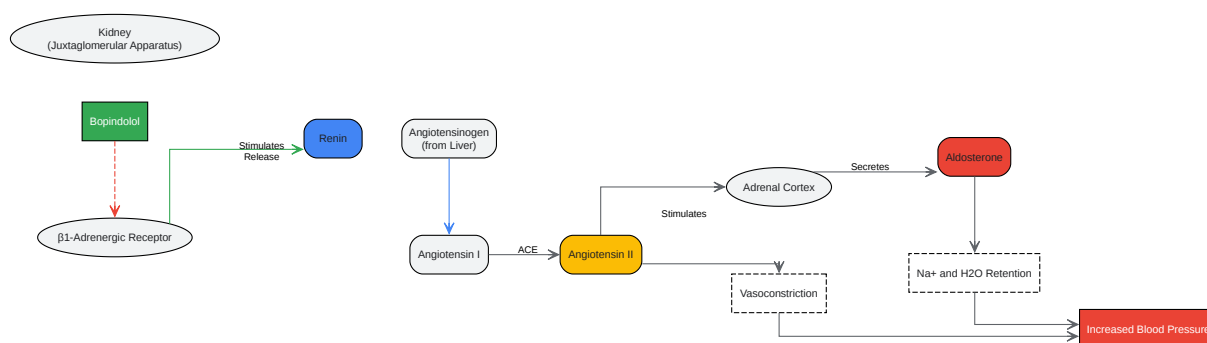 Kidney
(Juxtaglomerular Apparatus)
Bopindolol
Stimulates
Release
Renin
Angiotensinogen
(from Liver)
β1-Adrenergic Receptor
Angiotensin I
ACE
Angiotensin II
Stimulates
Adrenal Cortex
Secretes
Aldosterone
Vasoconstriction
Na+ and H2O Retention
Increased Blood Pressure